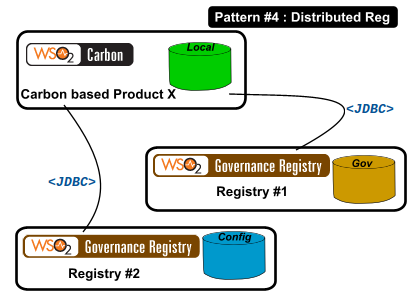 Pattern #4 : Distributed Reg
WSO2 Carbon
Local
Carbon based Product X
<JDBC>
WSO2 Governance Registry
Gov
Registry #1
<JDBC>
WSO2 Governance Registry
Config
Registry #2